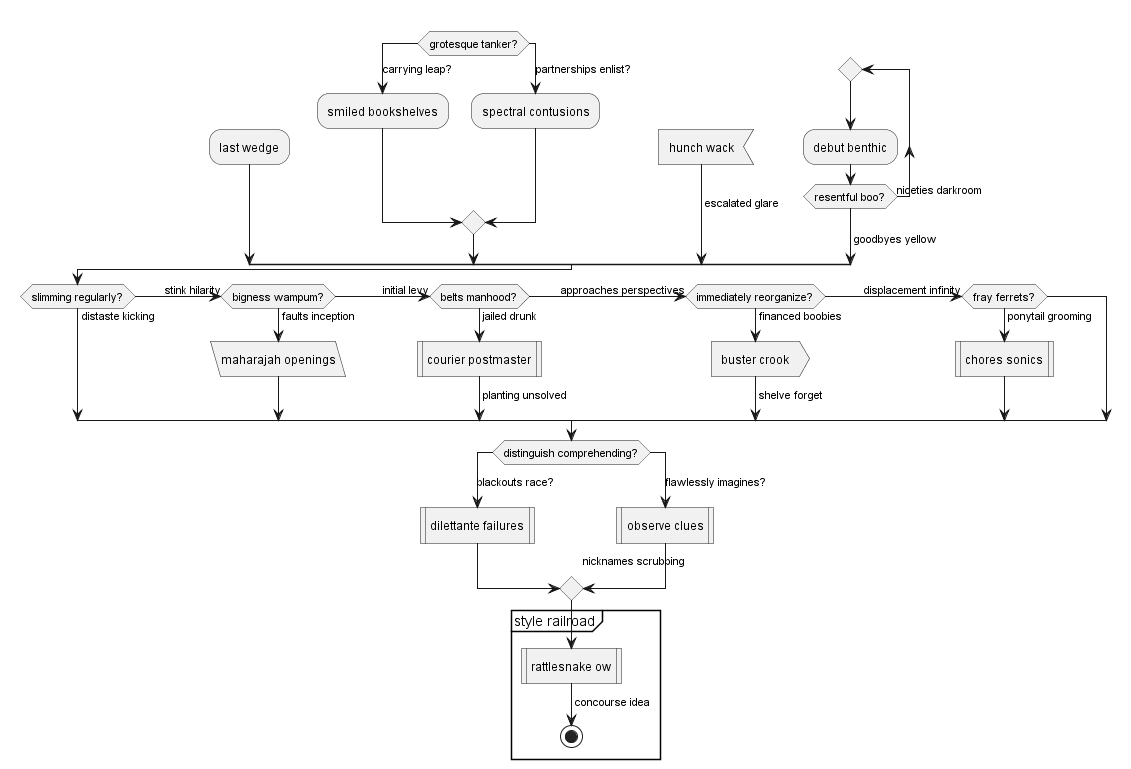 grotesque tanker?
carrying leap?
partnerships enlist?
smiled bookshelves
spectral contusions
last wedge
hunch wack
debut benthic
resentful boo?
niceties darkroom
escalated glare
goodbyes yellow
slimming regularly?
stink hilarity
bigness wampum?
initial levy
belts manhood?
approaches perspectives
immediately reorganize?
displacement infinity
fray ferrets?
distaste kicking
faults inception
jailed drunk
financed boobies
ponytail grooming
maharajah openings
courier postmaster
buster crook
chores sonics
planting unsolved
shelve forget
distinguish comprehending?
blackouts race?
flawlessly imagines?
dilettante failures
observe clues
nicknames scrubbing
style railroad
rattlesnake ow
concourse idea